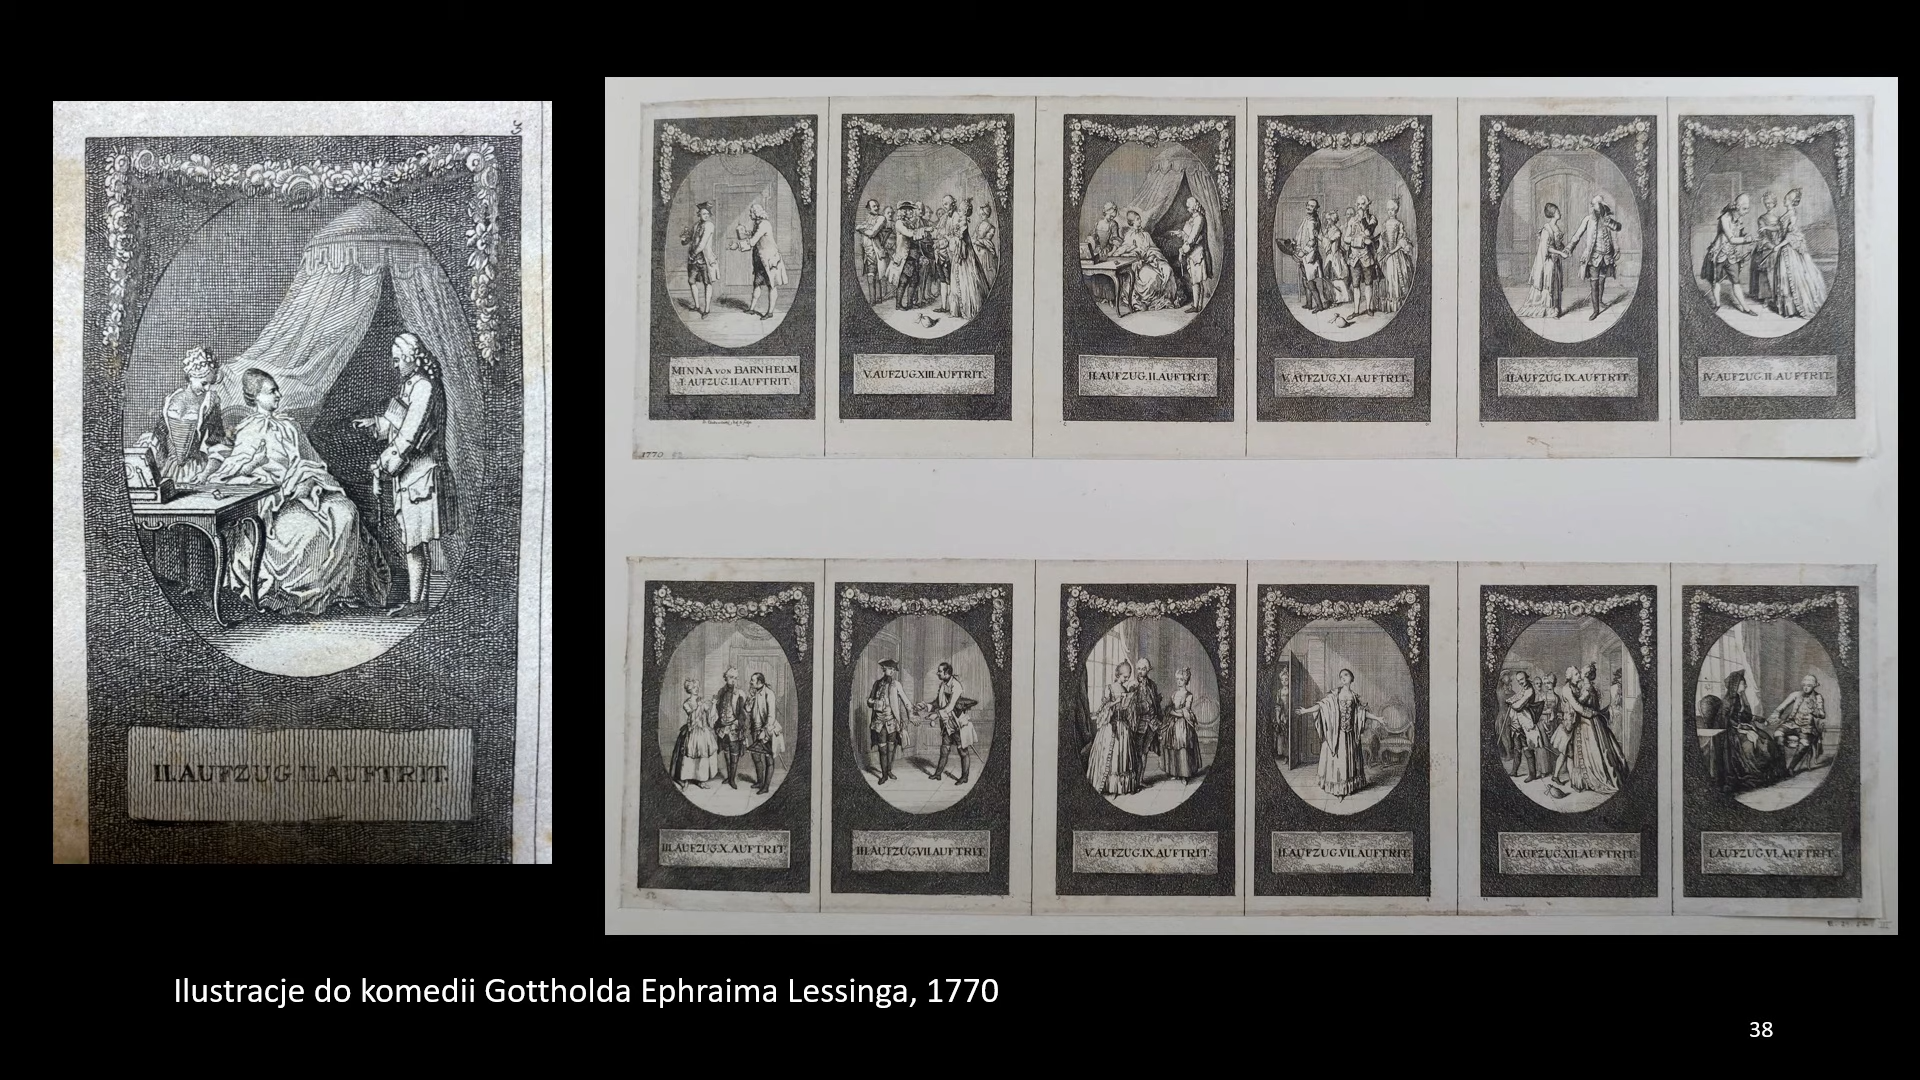 3
II.AUFZUG.II.AUFTRIT.
MINNA VON BARNHELM.
I.AUFZUG.II.AUFTRIT.
V.AUFZUG.XIII.AUFTRIT.
II.AUFZUG.II.AUFTRIT.
V.AUFZUG.XI.AUFTRIT.
II.AUFZUG.IX.AUFTRIT.
IV.AUFZUG.II.AUFTRIT.
1770
III.AUFZUG.X.AUFTRIT.
III.AUFZUG.VII.AUFTRIT.
V.AUFZUG.IX.AUFTRIT.
II.AUFZUG.VII.AUFTRIT.
V.AUFZUG.XII.AUFTRIT.
I.AUFZUG.VI.AUFTRIT.
52
Ilustracje do komedii Gottholda Ephraima Lessinga, 1770
38